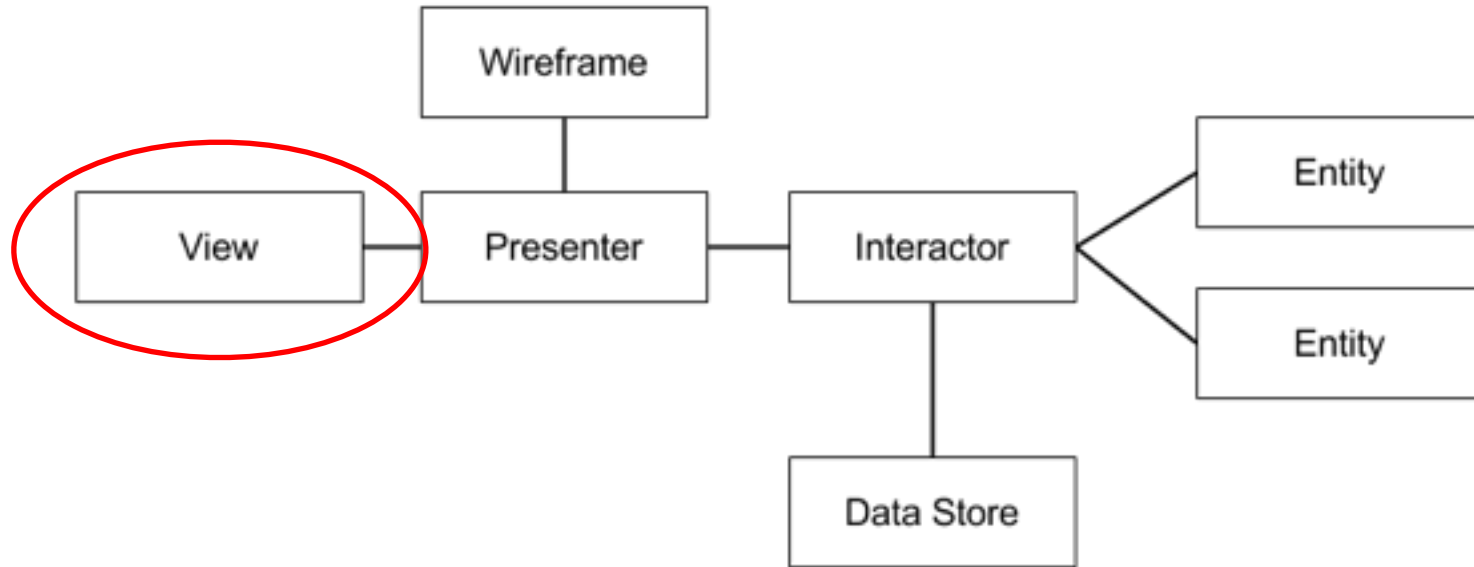 Wireframe
View
Presenter
Interactor
Entity
Entity
Data Store